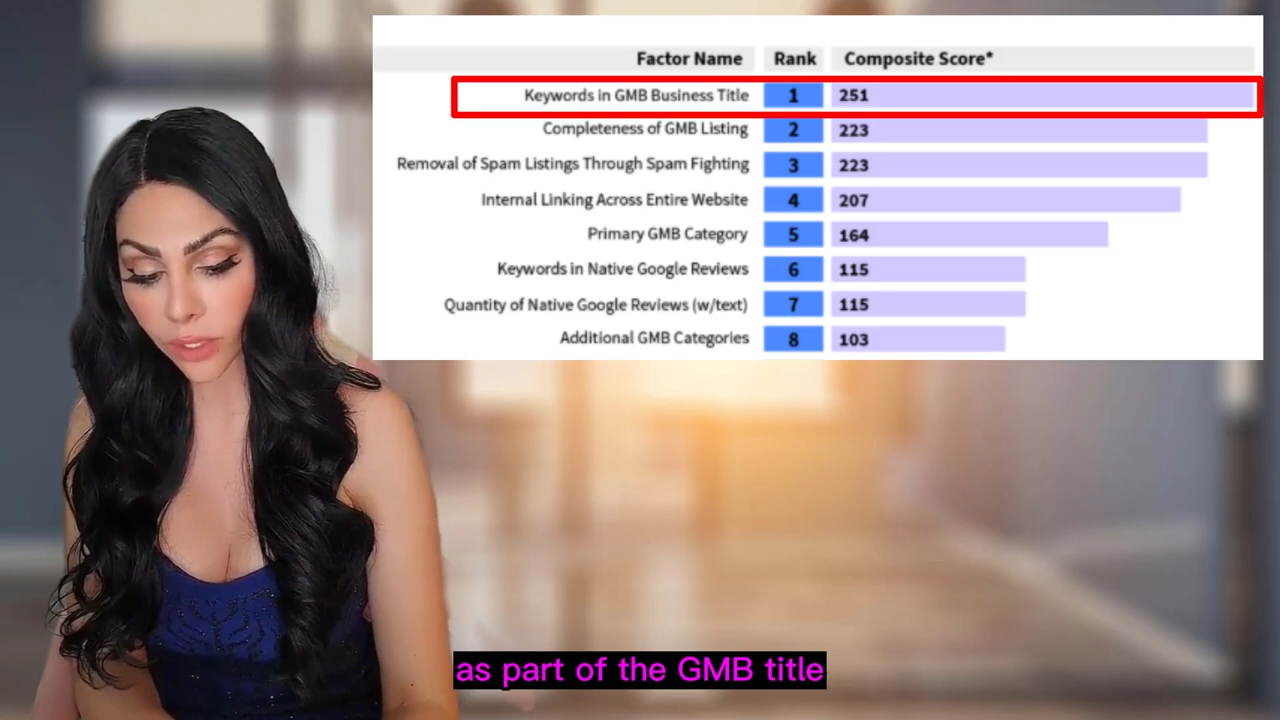 Factor Name Rank Composite Score*
Keywords in GMB Business Title 1 251
Completeness of GMB Listing 2 223
Removal of Spam Listings Through Spam Fighting 3 223
Internal Linking Across Entire Website 4 207
Primary GMB Category 5 164
Keywords in Native Google Reviews 6 115
Quantity of Native Google Reviews (w/text) 7 115
Additional GMB Categories 8 103
as part of the GMB title